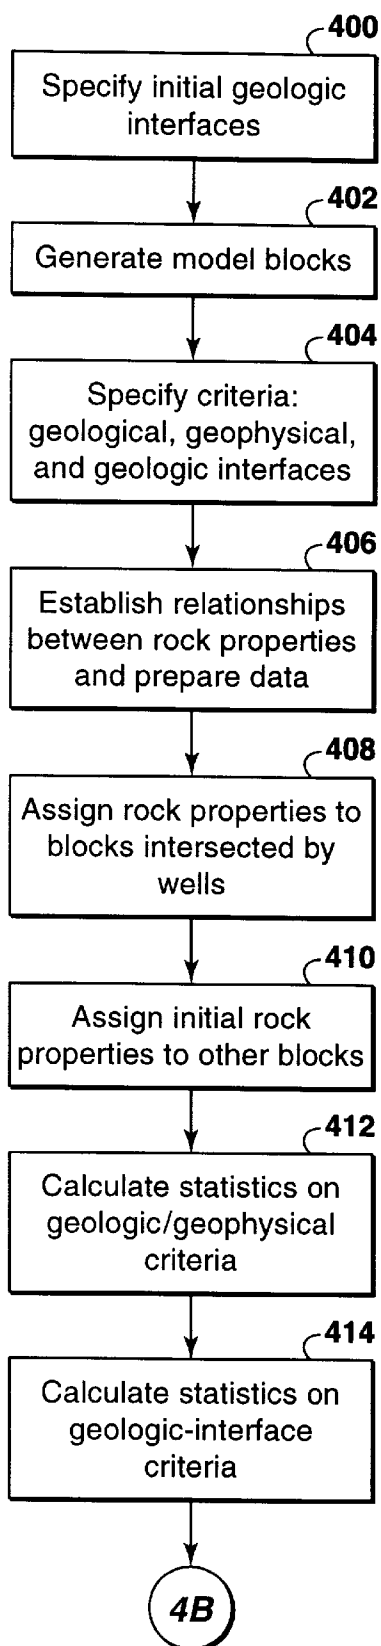 400
Specify initial geologic
interfaces
402
Generate model blocks
404
Specify criteria:
geological, geophysical,
and geologic interfaces
406
Establish relationships
between rock properties
and prepare data
408
Assign rock properties to
blocks intersected by
wells
410
Assign initial rock
properties to other blocks
412
Calculate statistics on
geologic/geophysical
criteria
414
Calculate statistics on
geologic-interface
criteria
4B